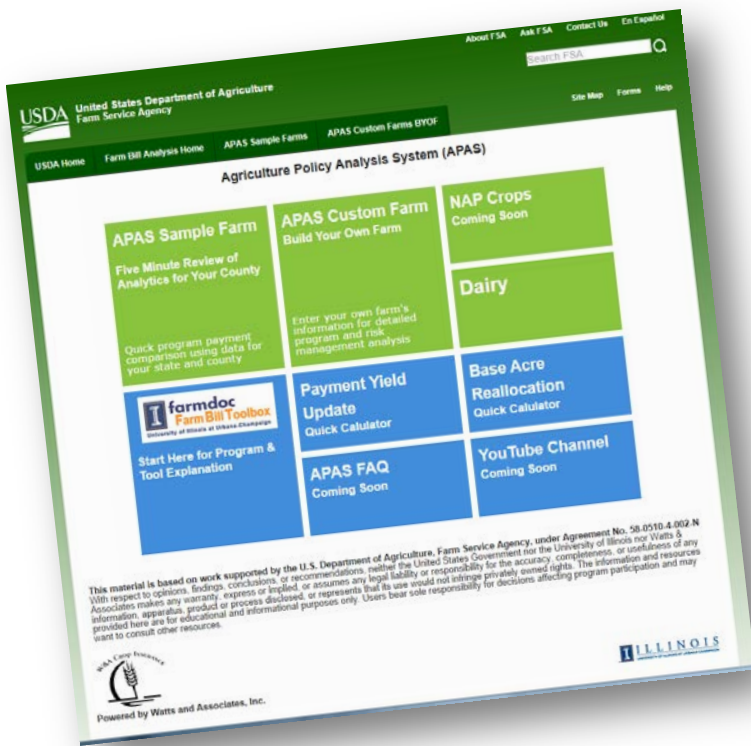 About FSA Ask FSA Contact Us En Español
Search FSA
USDA United States Department of Agriculture
Farm Service Agency
Site Map Forms Help
USDA Home Farm Bill Analysis Home APAS Sample Farms APAS Custom Farms BYOF
Agriculture Policy Analysis System (APAS)
APAS Sample Farm
Five Minute Review of
Analytics for Your County
Quick program payment
comparison using data for
your state and county
APAS Custom Farm
Build Your Own Farm
Enter your own farm's
information for detailed
program and risk
management analysis
NAP Crops
Coming Soon
Dairy
I farmdoc
Farm Bill Toolbox
University of Illinois at Urbana-Champaign
Start Here for Program &
Tool Explanation
Payment Yield
Update
Quick Calulator
Base Acre
Reallocation
Quick Calulator
APAS FAQ
Coming Soon
YouTube Channel
Coming Soon
This material is based on work supported by the U.S. Department of Agriculture, Farm Service Agency, under Agreement No. 58-0510-4-002-N
With respect to opinions, findings, conclusions, or recommendations, neither the United States Government nor the University of Illinois nor Watts &
Associates makes any warranty, express or implied, or assumes any legal liability or responsibility for the accuracy, completeness, or usefulness of any
information, apparatus, product or process disclosed, or represents that its use would not infringe privately owned rights. The information and resources
provided here are for educational and informational purposes only. Users bear sole responsibility for decisions affecting program participation and may
want to consult other resources.
W&A Crop Insurance
Powered by Watts and Associates, Inc.
I ILLINOIS